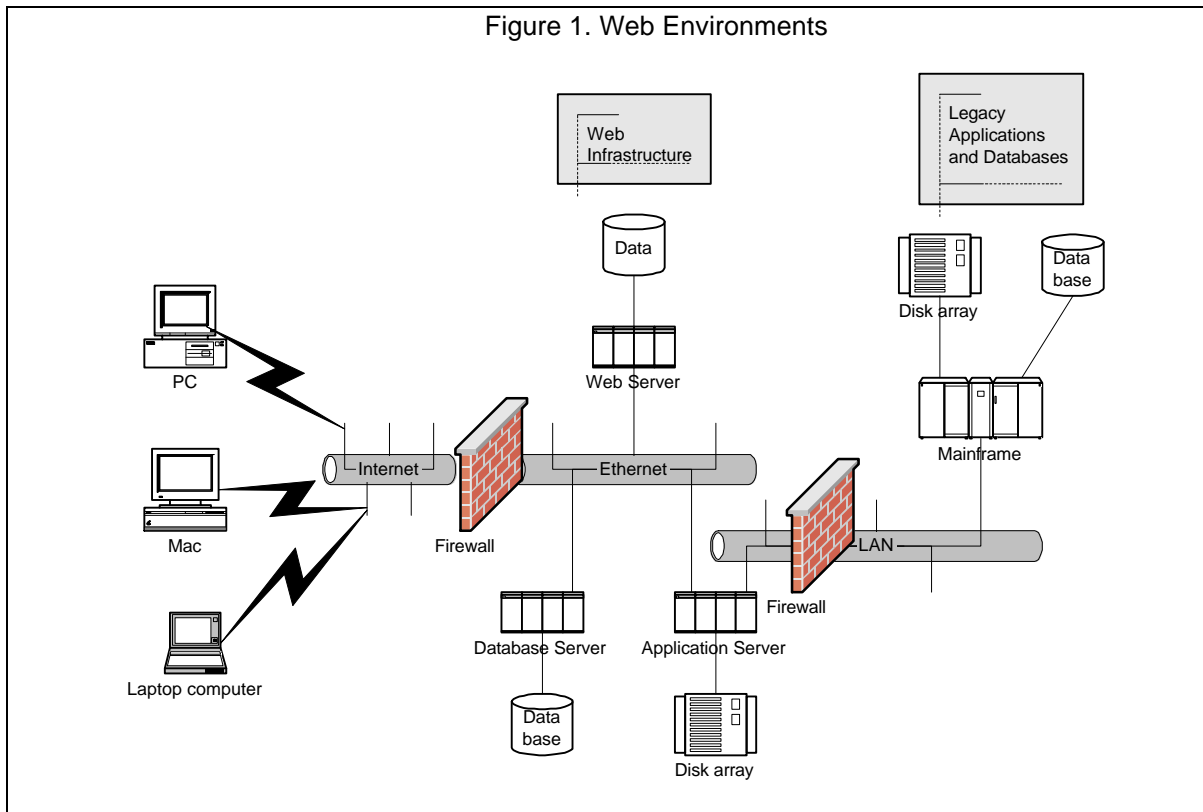 Figure 1. Web Environments
Web
Infrastructure
Legacy
Applications
and Databases
Data
Data
base
Disk array
PC
Web Server
Mainframe
Internet
Ethernet
Mac
Firewall
LAN
Firewall
Database Server
Application Server
Laptop computer
Data
base
Disk array